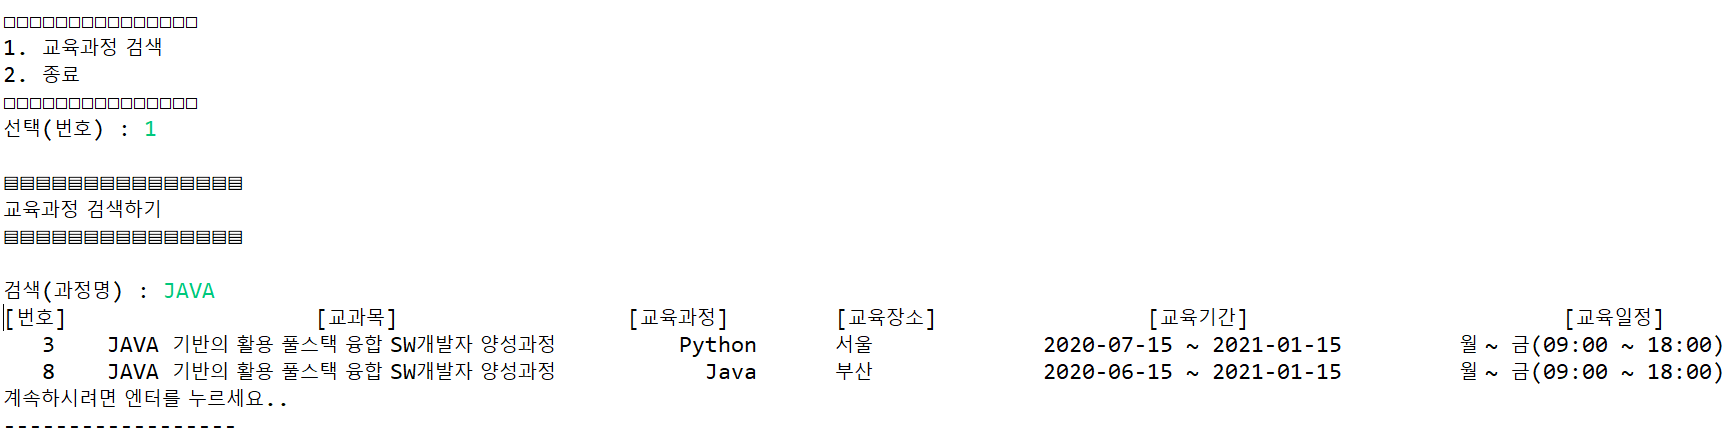 □□□□□□□□□□□□□□□
1. 교육과정 검색
2. 종료
□□□□□□□□□□□□□□□
선택(번호) : 1
▤▤▤▤▤▤▤▤▤▤▤▤▤▤▤
교육과정 검색하기
▤▤▤▤▤▤▤▤▤▤▤▤▤▤▤
검색(과정명) : JAVA
[번호] [교과목] [교육과정] [교육장소] [교육기간] [교육일정]
3 JAVA 기반의 활용 풀스택 융합 SW개발자 양성과정 Python 서울 2020-07-15 ~ 2021-01-15 월 ~ 금(09:00 ~ 18:00)
8 JAVA 기반의 활용 풀스택 융합 SW개발자 양성과정 Java 부산 2020-06-15 ~ 2021-01-15 월 ~ 금(09:00 ~ 18:00)
계속하시려면 엔터를 누르세요..
------------------